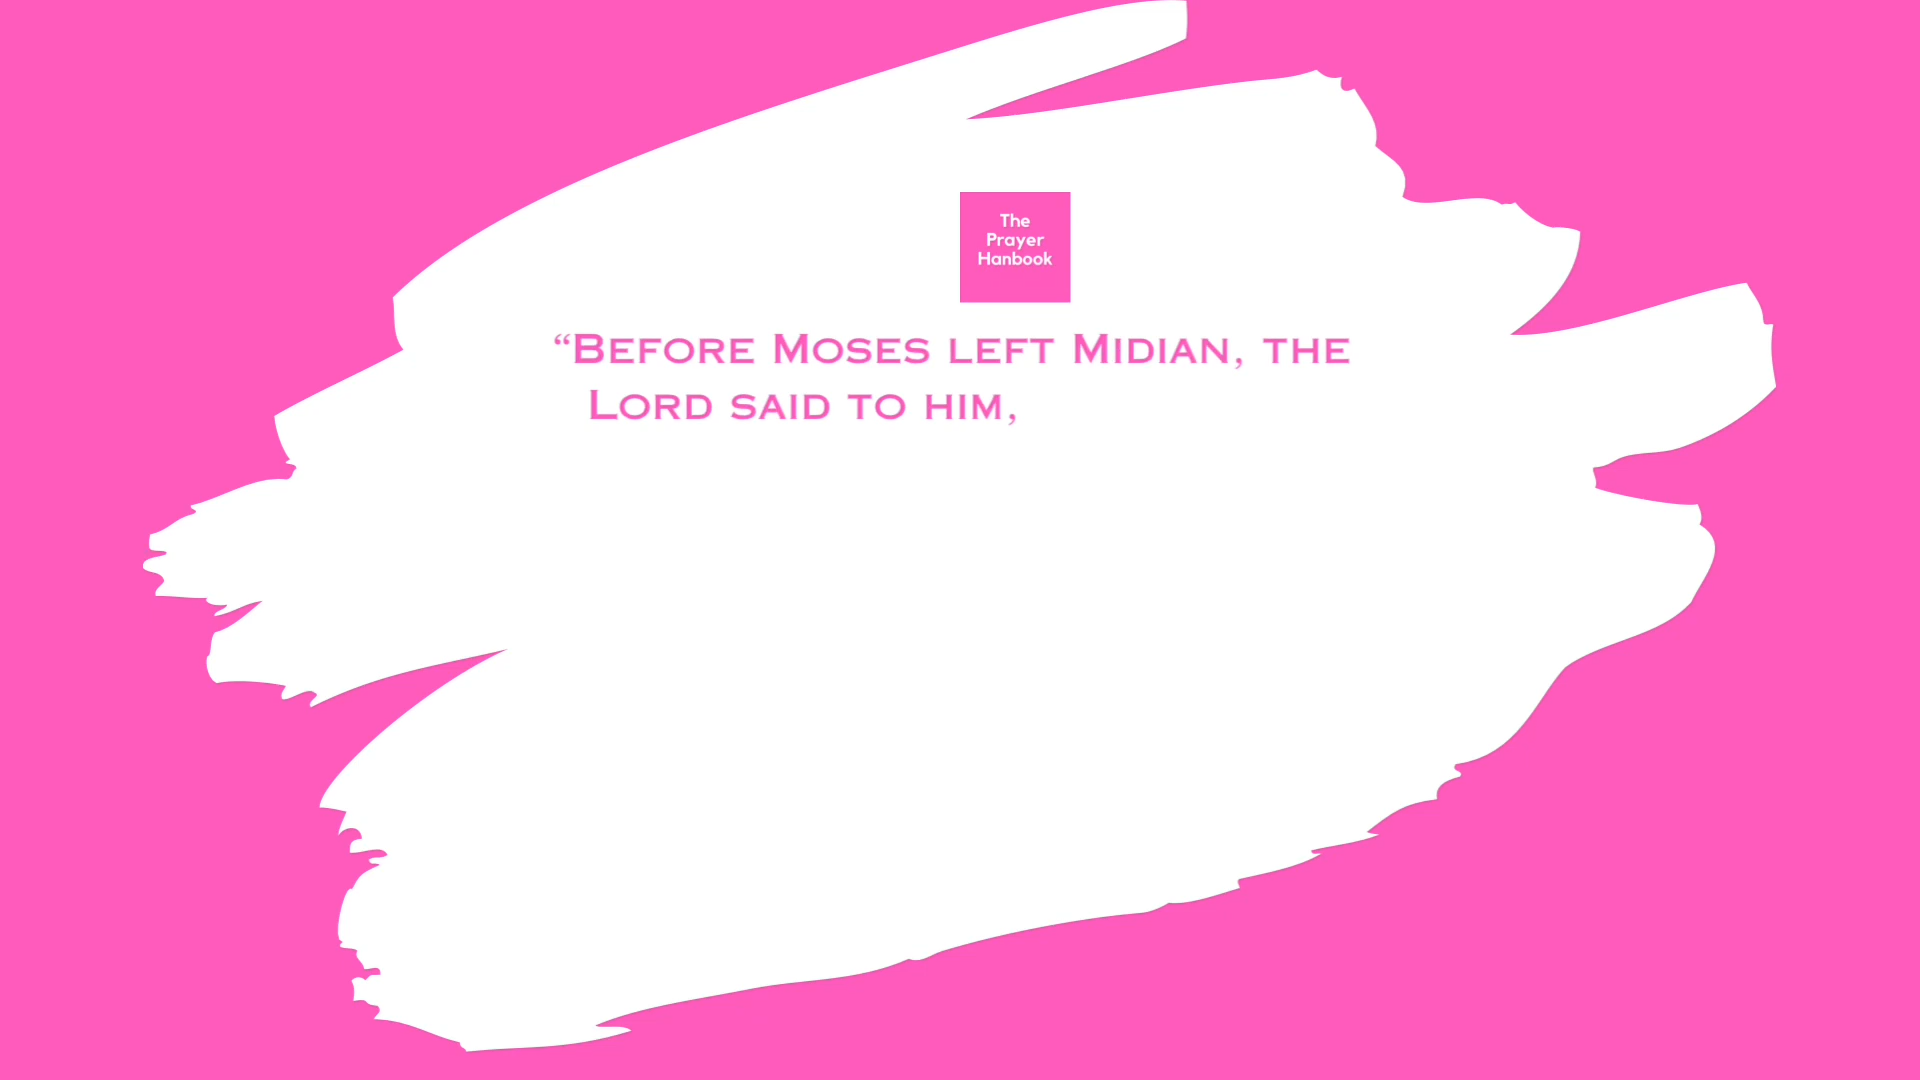 The
Prayer
Hanbook
“Before Moses left Midian, the
Lord said to him,